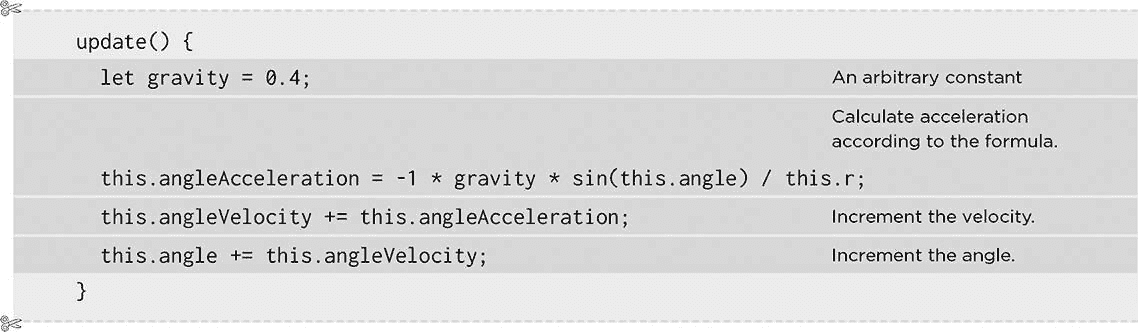 update() {
let gravity = 0.4;
An arbitrary constant
Calculate acceleration
according to the formula.
this.angleAcceleration = -1 * gravity * sin(this.angle) / this.r;
this.angleVelocity += this.angleAcceleration;
Increment the velocity.
this.angle += this.angleVelocity;
Increment the angle.
}